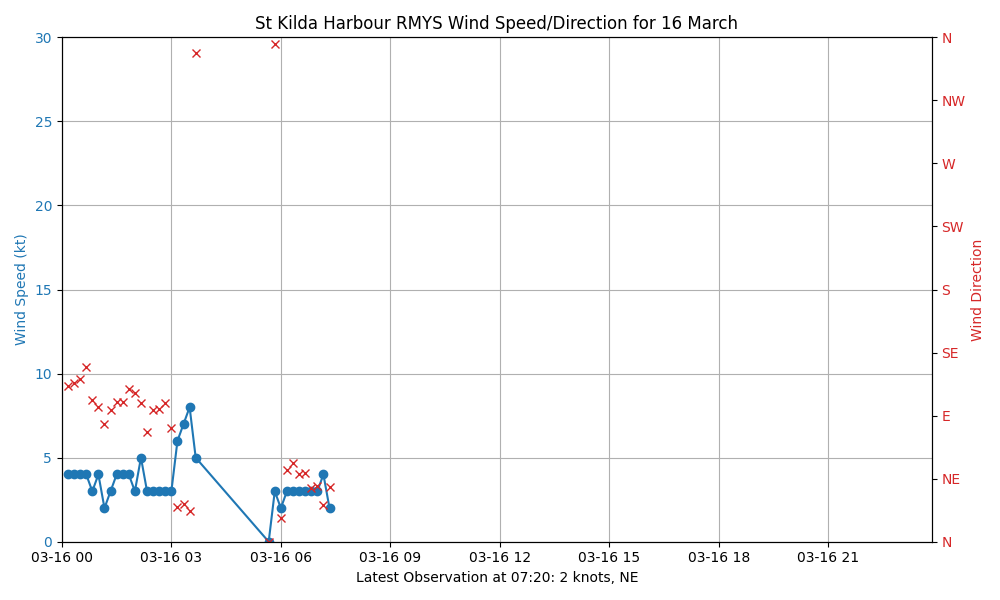 St Kilda Harbour RMYS Wind Speed/Direction for 16 March
30
25
20
15
10
5
0
Wind Speed (kt)
N
NW
W
SW
S
SE
E
NE
N
Wind Direction
03-16 00
03-16 03
03-16 06
03-16 09
03-16 12
03-16 15
03-16 18
03-16 21
Latest Observation at 07:20: 2 knots, NE